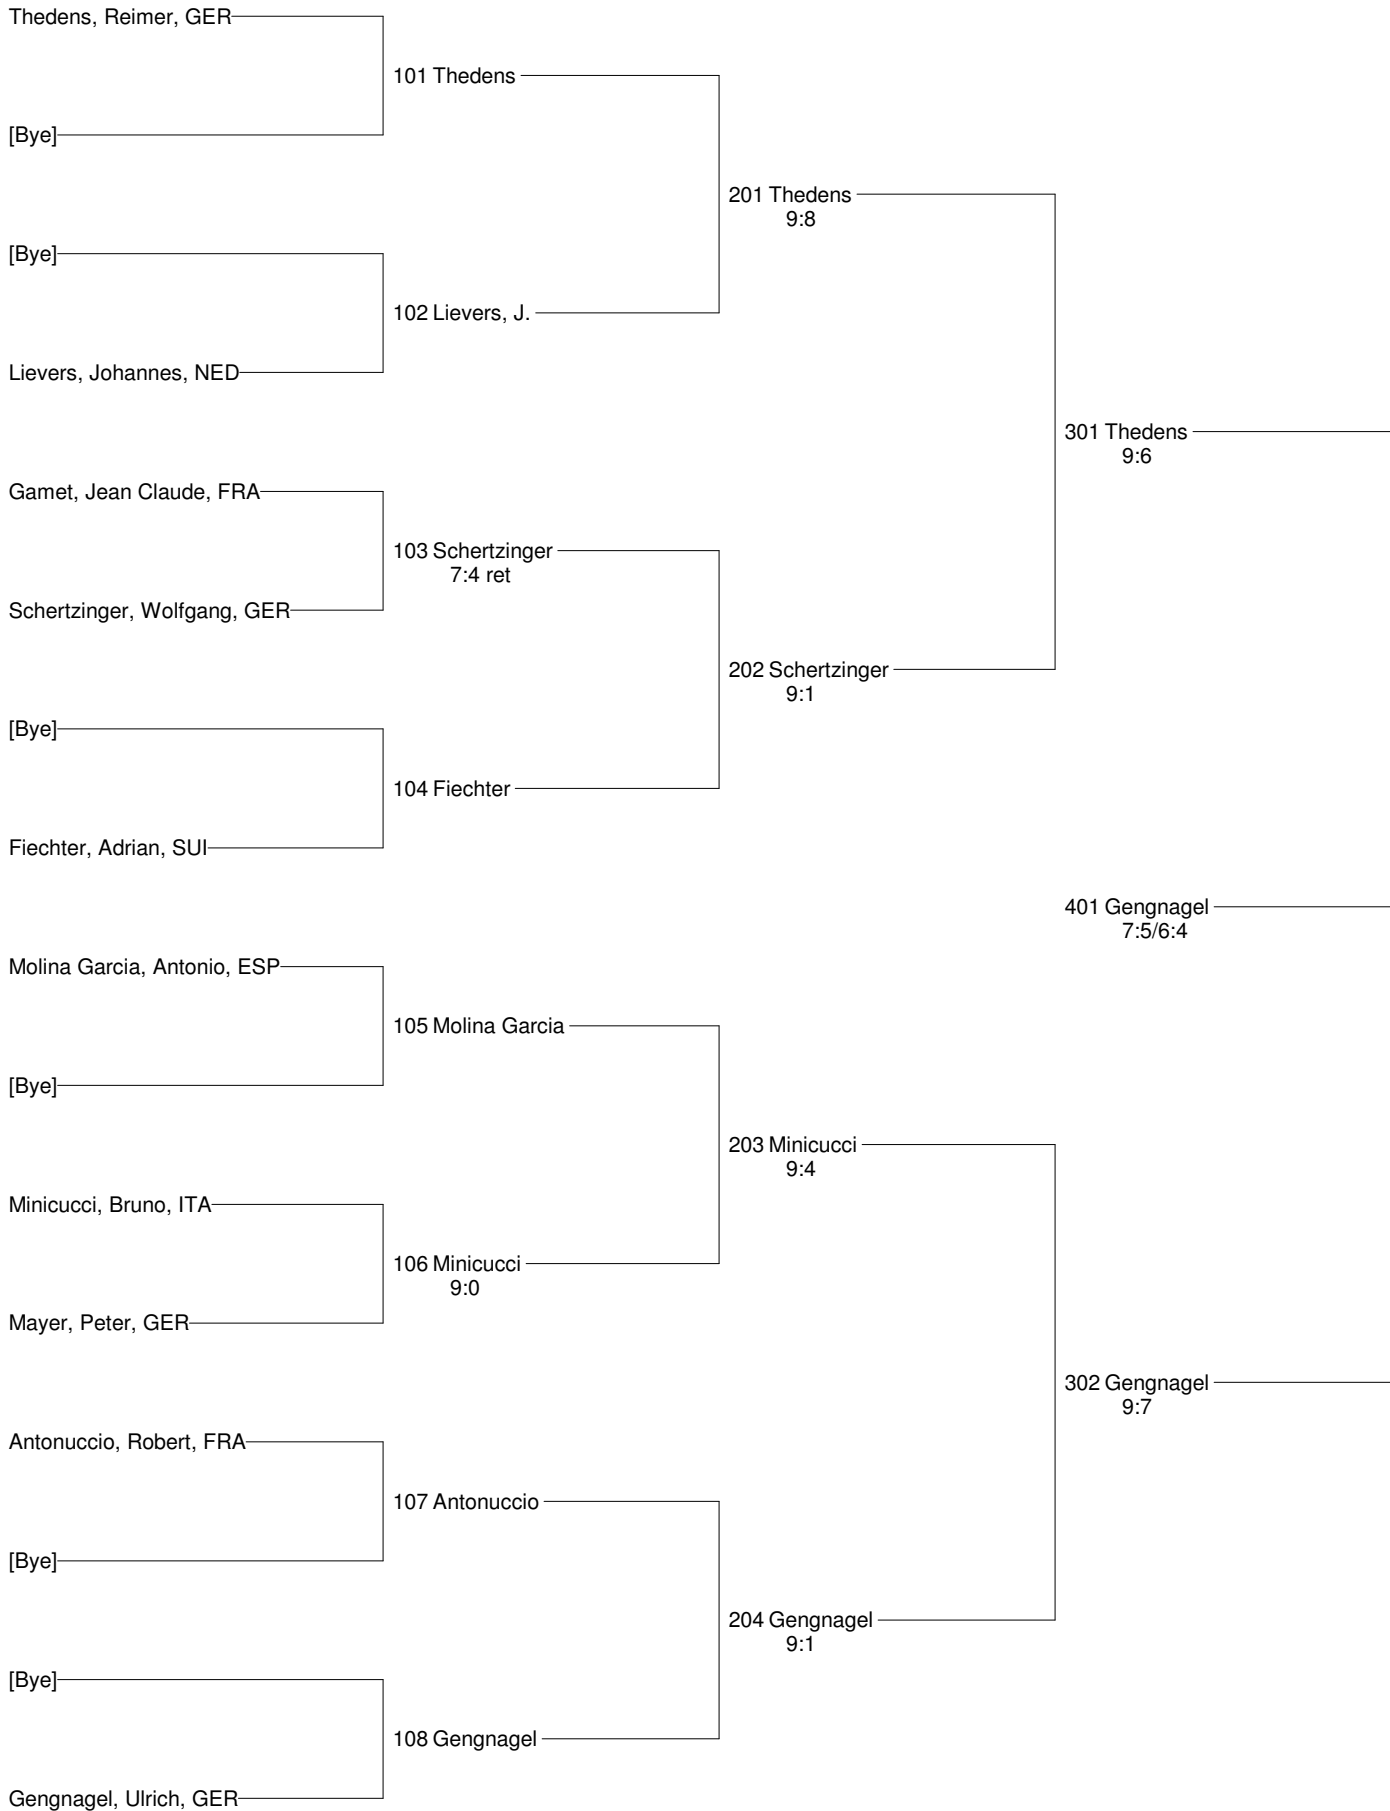 Thedens, Reimer, GER
101 Thedens
[Bye]
201 Thedens
9:8
[Bye]
102 Lievers, J.
Lievers, Johannes, NED
301 Thedens
9:6
Gamet, Jean Claude, FRA
103 Schertzinger
7:4 ret
Schertzinger, Wolfgang, GER
202 Schertzinger
9:1
[Bye]
104 Fiechter
Fiechter, Adrian, SUI
401 Gengnagel
7:5/6:4
Molina Garcia, Antonio, ESP
105 Molina Garcia
[Bye]
203 Minicucci
9:4
Minicucci, Bruno, ITA
106 Minicucci
9:0
Mayer, Peter, GER
302 Gengnagel
9:7
Antonuccio, Robert, FRA
107 Antonuccio
[Bye]
204 Gengnagel
9:1
[Bye]
108 Gengnagel
Gengnagel, Ulrich, GER